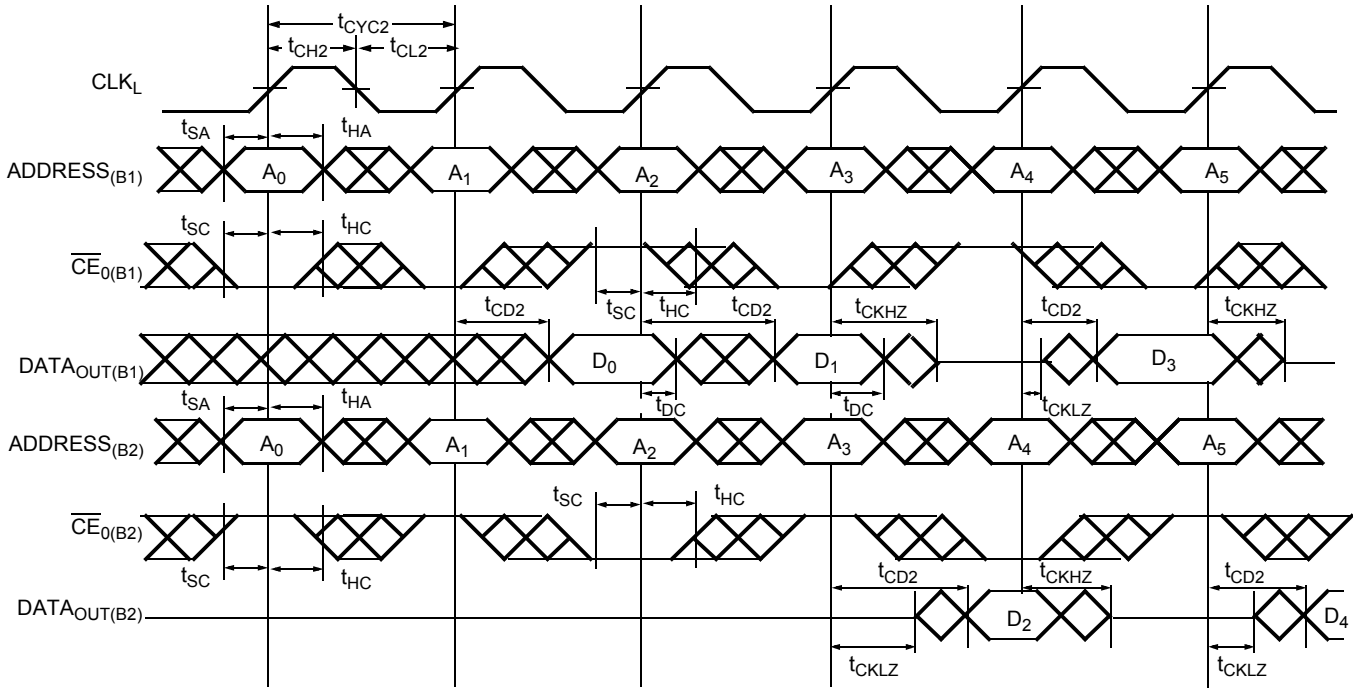 tCYC2
tCH2 tCL2
CLKL
tSA tHA
ADDRESS(B1) A0 A1 A2 A3 A4 A5
tSC tHC
CE0(B1)
tCD2 tSC tHC tCD2 tCKHZ tCD2 tCKHZ
DATAOUT(B1) D0 D1 D3
tSA tHA tDC tDC tCKLZ
ADDRESS(B2) A0 A1 A2 A3 A4 A5
tSC tHC
CE0(B2)
tSC tHC tCD2 tCKHZ tCD2
DATAOUT(B2) D2 D4
tCKLZ tCKLZ